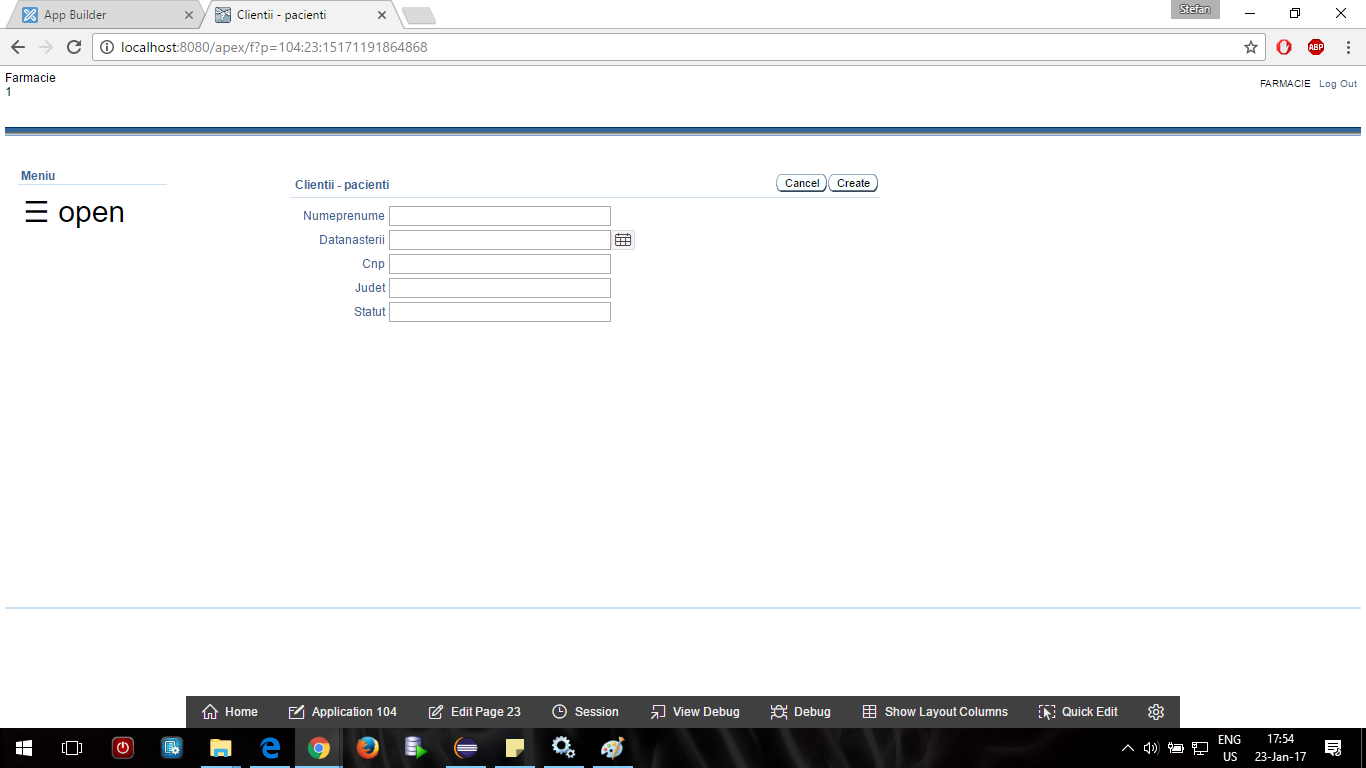 App Builder
Clientii - pacienti
Stefan
localhost:8080/apex/f?p=104:23:15171191864868
ABP
Farmacie
1
FARMACIE Log Out
Meniu
☰ open
Clientii - pacienti
Cancel Create
Numeprenume
Datanasterii
Cnp
Judet
Statut
Home Application 104 Edit Page 23 Session View Debug Debug Show Layout Columns Quick Edit
ENG
US
17:54
23-Jan-17